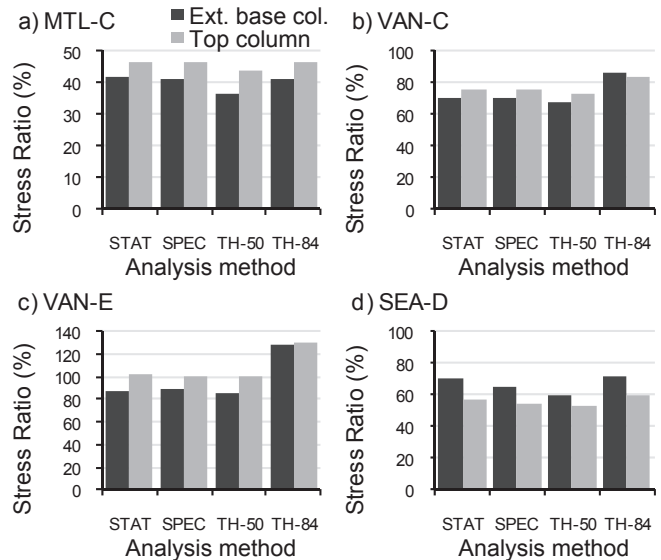 a) MTL-C
Ext. base col.
Top column
Stress Ratio (%)
50
40
30
40
10
0
STAT SPEC TH-50 TH-84
Analysis method
b) VAN-C
Stress Ratio (%)
100
80
60
40
20
0
STAT SPEC TH-50 TH-84
Analysis method
c) VAN-E
Stress Ratio (%)
140
120
100
80
60
40
20
0
STAT SPEC TH-50 TH-84
Analysis method
d) SEA-D
Stress Ratio (%)
100
80
60
40
20
0
STAT SPEC TH-50 TH-84
Analysis method